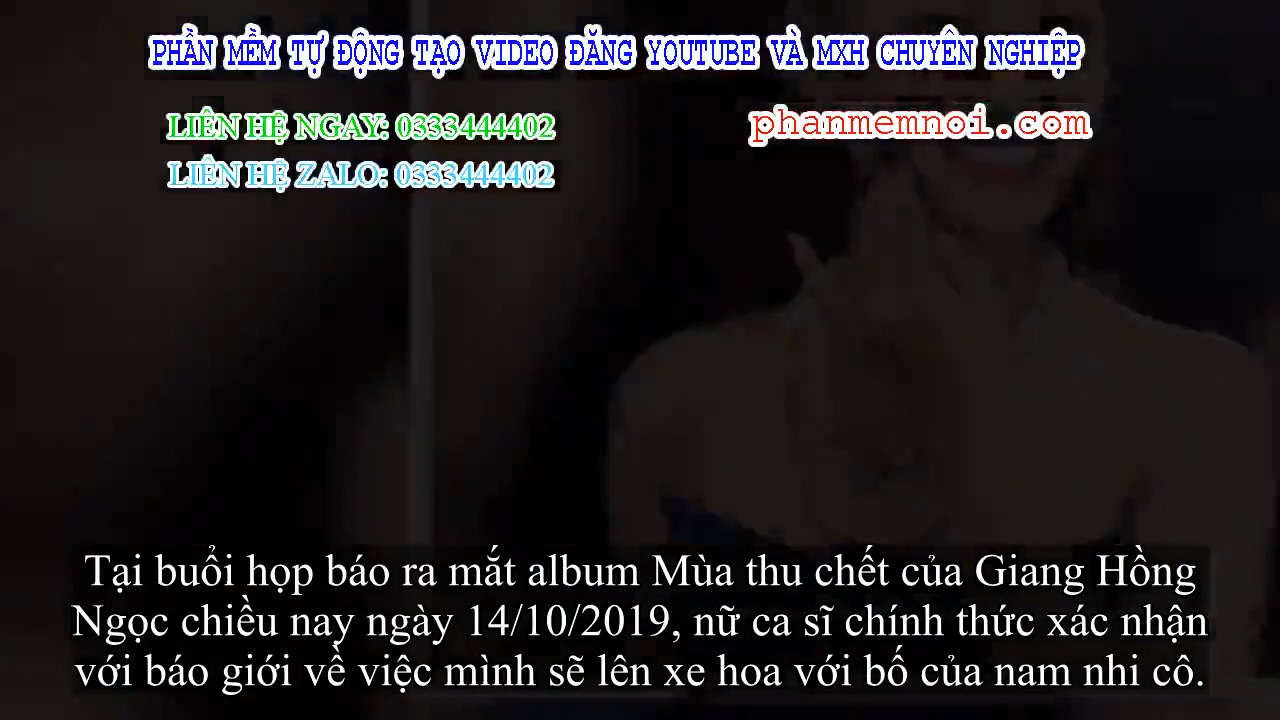 PHẦN MỀM TỰ ĐỘNG TẠO VIDEO ĐĂNG YOUTUBE VÀ MXH CHUYÊN NGHIỆP
LIÊN HỆ NGAY: 0333444402
phanmemnoi.com
LIÊN HỆ ZALO: 0333444402
Tại buổi họp báo ra mắt album Mùa thu chết của Giang Hồng
Ngọc chiều nay ngày 14/10/2019, nữ ca sĩ chính thức xác nhận
với báo giới về việc mình sẽ lên xe hoa với bố của nam nhi cô.